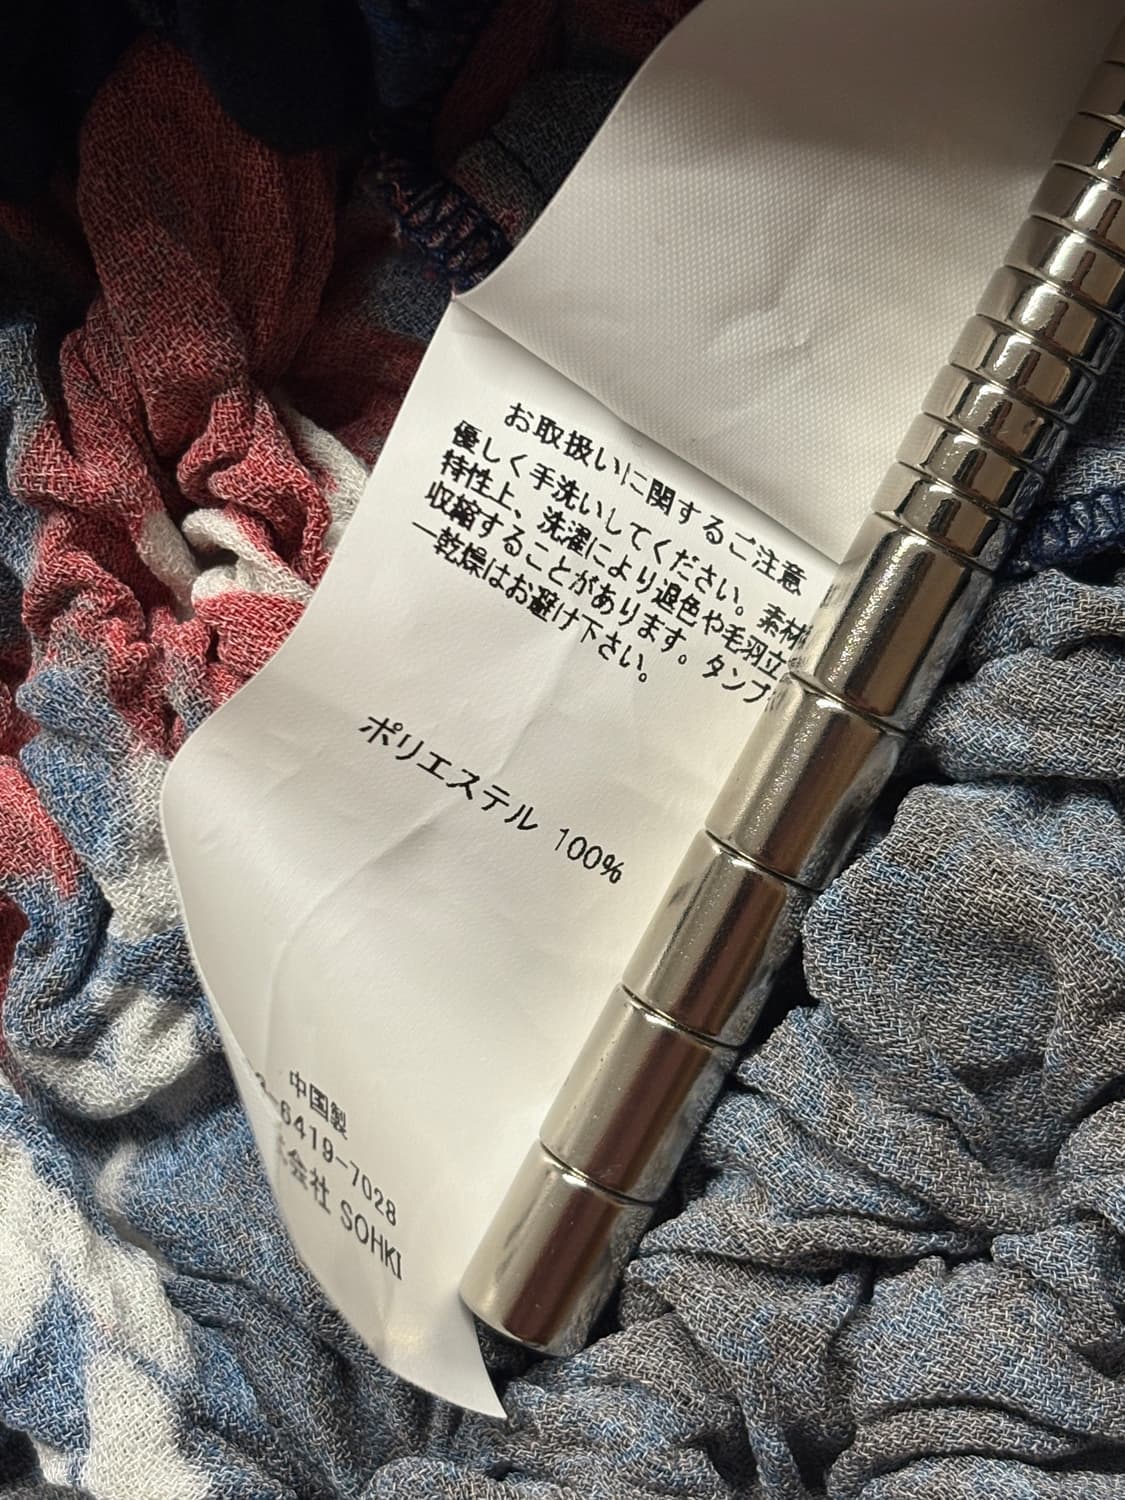 お取扱いに関するご注意
優しく手洗いしてください。素材
特性上、洗濯により退色や毛羽立
収縮することがあります。タンブ
ー乾燥はお避け下さい。
ポリエステル 100%
中国製
3-6419-7028
会社 SOHKI